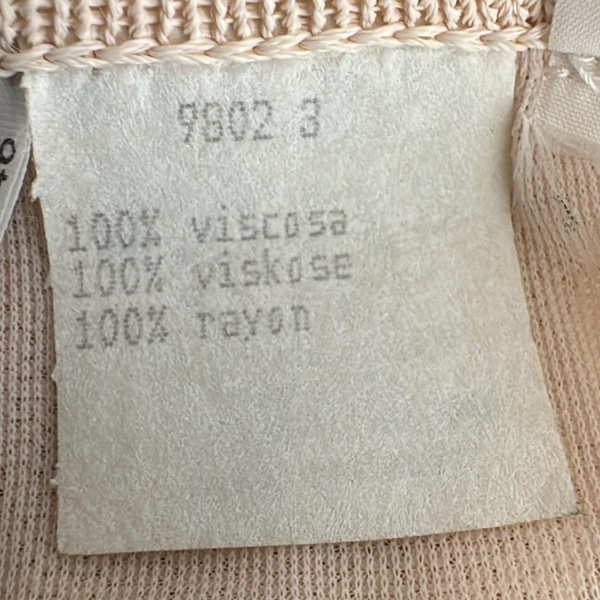 9802 3
100% viscosa
100% viskose
100% rayon